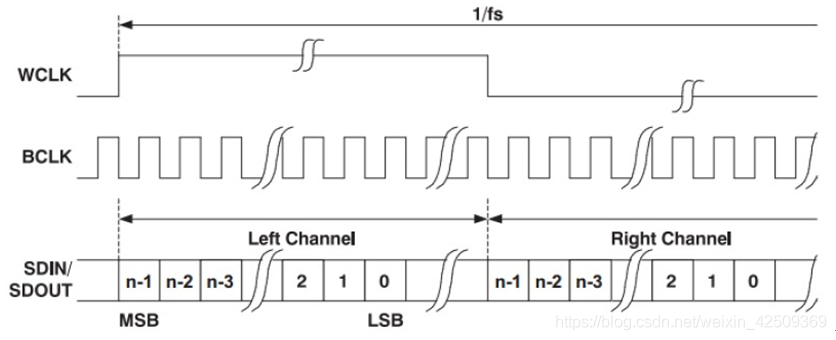 1/fs
WCLK
BCLK
Left Channel Right Channel
SDIN/
SDOUT
n-1 n-2 n-3 2 1 0 n-1 n-2 n-3 2 1 0
MSB LSB
https://blog.csdn.net/weixin_42509369